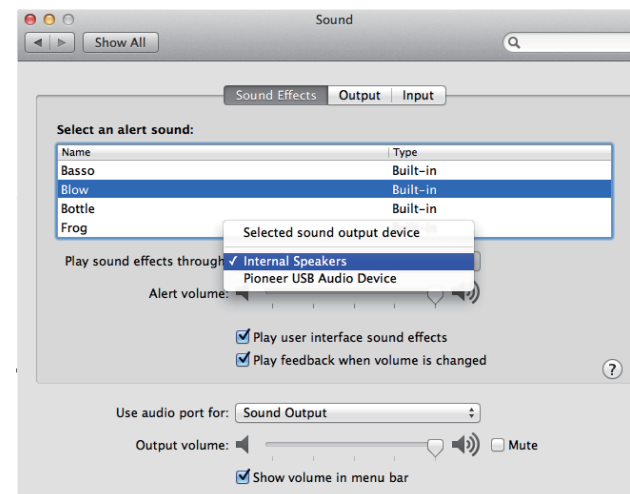 Sound
Show All
Sound Effects Output Input
Select an alert sound:
Name Type
Basso Built-in
Blow Built-in
Bottle Built-in
Frog
Selected sound output device
Play sound effects through ✓ Internal Speakers
Pioneer USB Audio Device
Alert volume:
Play user interface sound effects
Play feedback when volume is changed
?
Use audio port for: Sound Output
Output volume: Mute
Show volume in menu bar